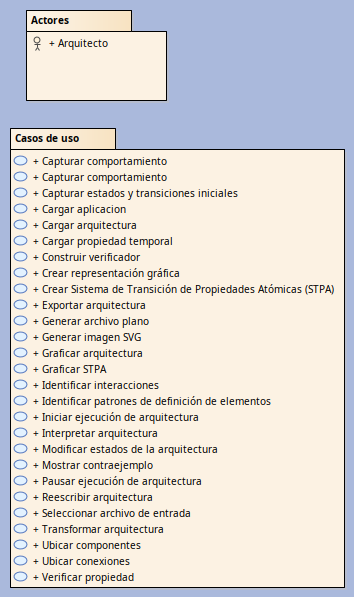 Actores
+ Arquitecto
Casos de uso
+ Capturar comportamiento
+ Capturar comportamiento
+ Capturar estados y transiciones iniciales
+ Cargar aplicacion
+ Cargar arquitectura
+ Cargar propiedad temporal
+ Construir verificador
+ Crear representación gráfica
+ Crear Sistema de Transición de Propiedades Atómicas (STPA)
+ Exportar arquitectura
+ Generar archivo plano
+ Generar imagen SVG
+ Graficar arquitectura
+ Graficar STPA
+ Identificar interacciones
+ Identificar patrones de definición de elementos
+ Iniciar ejecución de arquitectura
+ Interpretar arquitectura
+ Modificar estados de la arquitectura
+ Mostrar contraejemplo
+ Pausar ejecución de arquitectura
+ Reescribir arquitectura
+ Seleccionar archivo de entrada
+ Transformar arquitectura
+ Ubicar componentes
+ Ubicar conexiones
+ Verificar propiedad